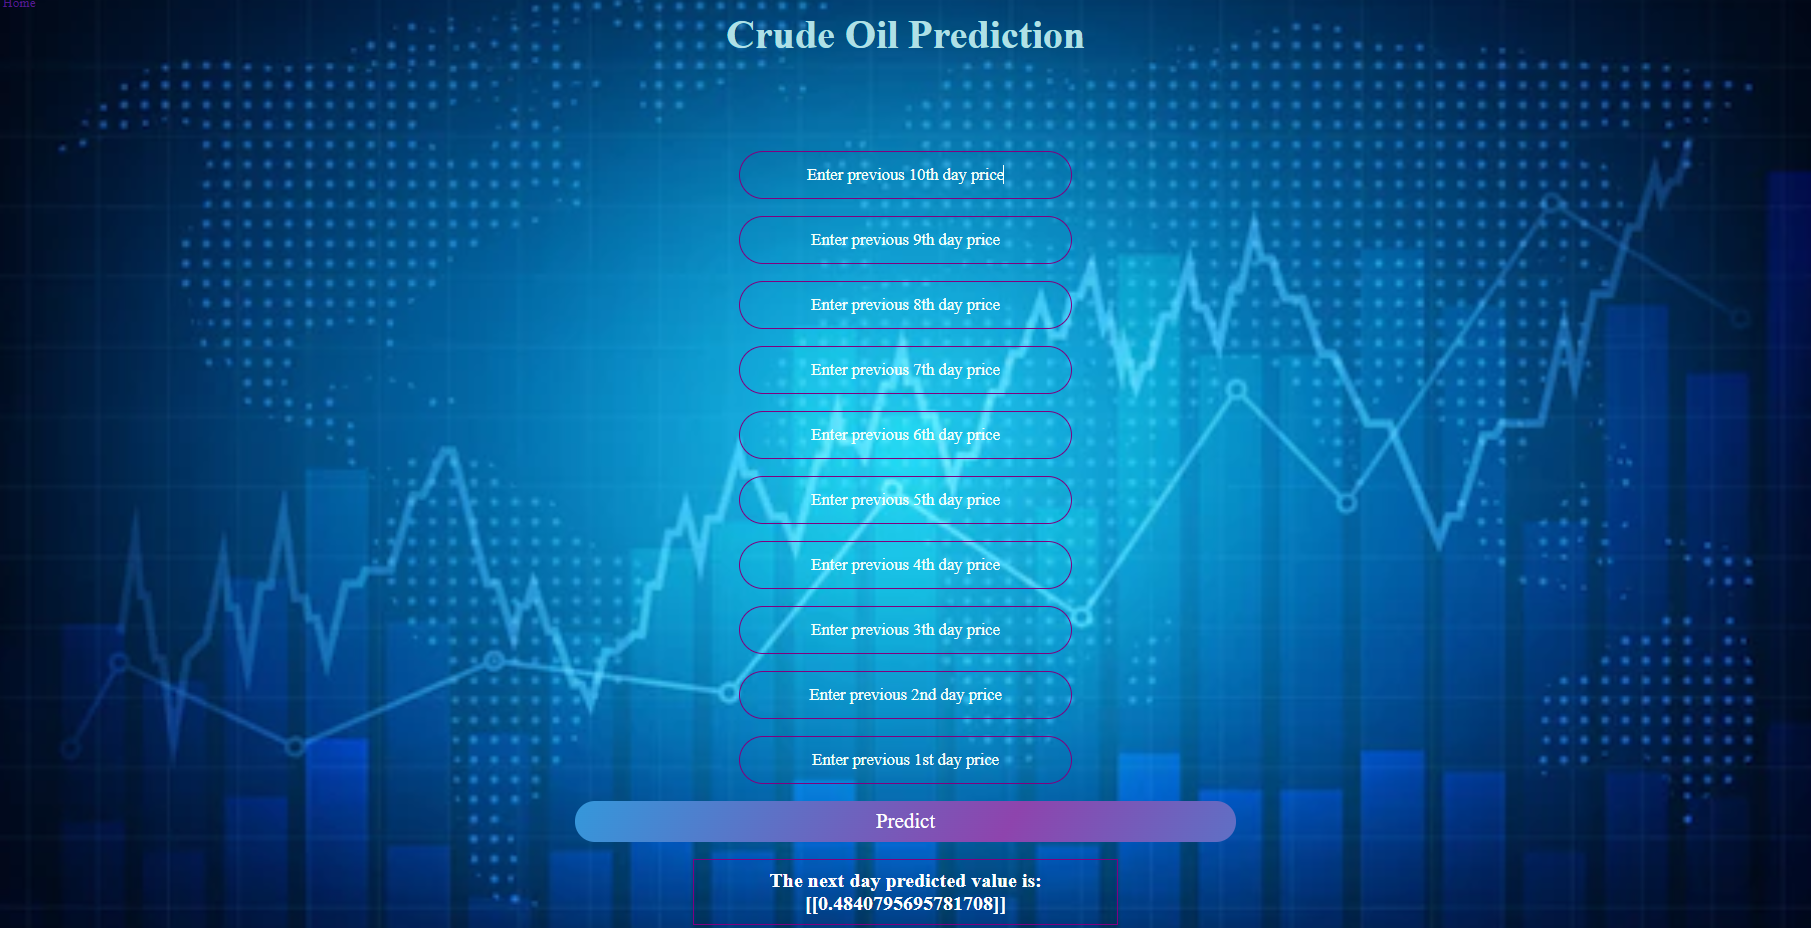 Home
Crude Oil Prediction
Enter previous 10th day price
Enter previous 9th day price
Enter previous 8th day price
Enter previous 7th day price
Enter previous 6th day price
Enter previous 5th day price
Enter previous 4th day price
Enter previous 3th day price
Enter previous 2nd day price
Enter previous 1st day price
Predict
The next day predicted value is:
[[0.4840795695781708]]